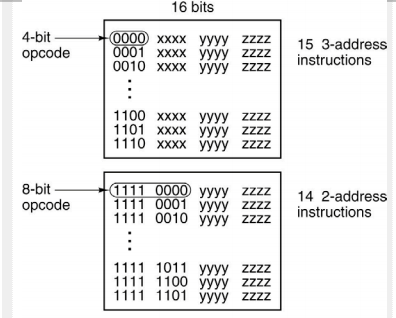 16 bits
4-bit opcode
0000 xxxx yyyy zzzz
0001 xxxx yyyy zzzz
0010 xxxx yyyy zzzz
⋮
1100 xxxx yyyy zzzz
1101 xxxx yyyy zzzz
1110 xxxx yyyy zzzz
15 3-address
instructions
8-bit
opcode
1111 0000 yyyy zzzz
1111 0001 yyyy zzzz
1111 0010 yyyy zzzz
⋮
1111 1011 yyyy zzzz
1111 1100 yyyy zzzz
1111 1101 yyyy zzzz
14 2-address
instructions